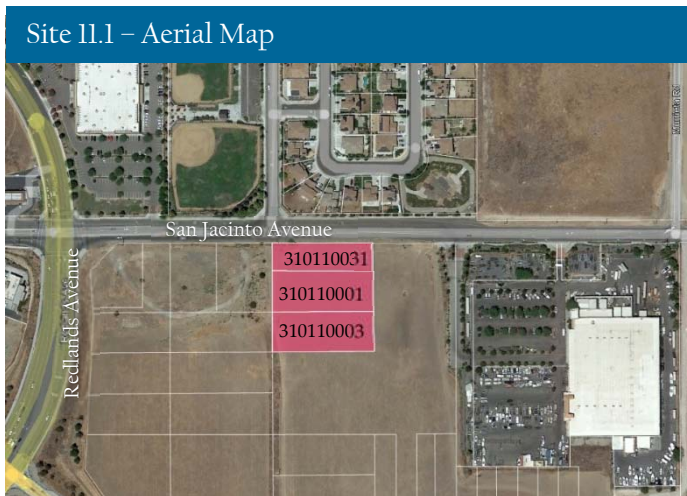 Site 11.1 – Aerial Map
San Jacinto Avenue
310110031
310110001
310110003
Redlands Avenue